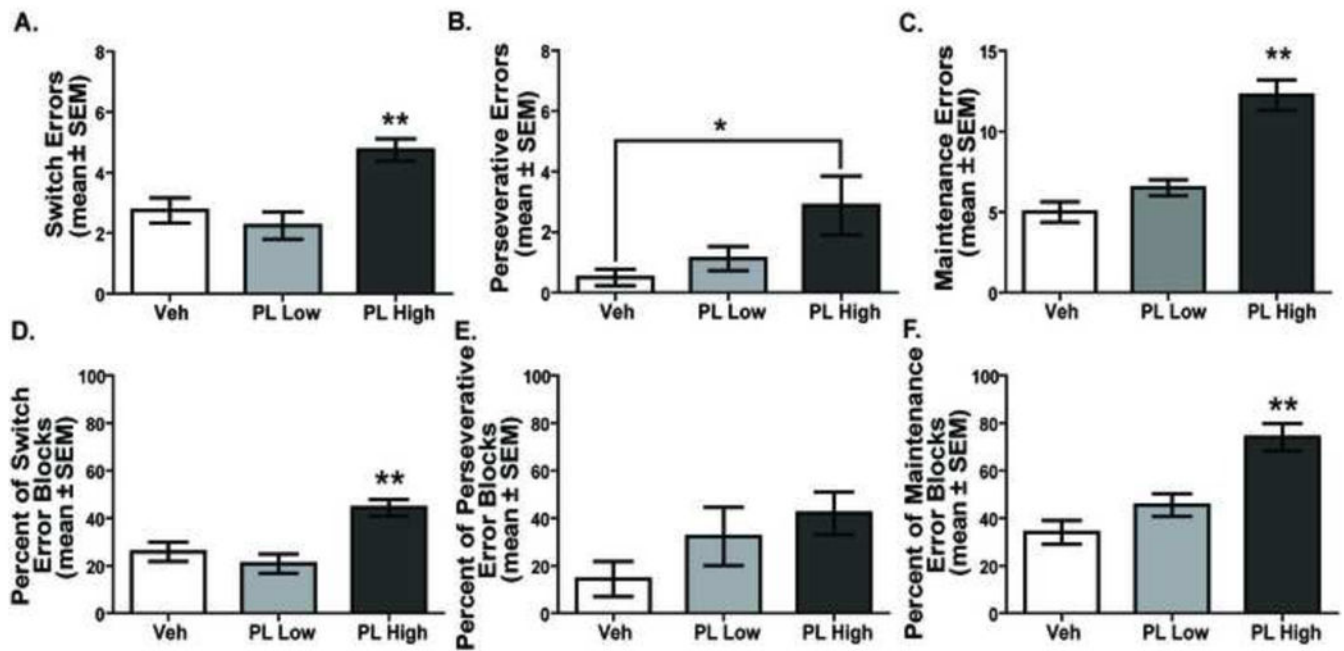 A.
Switch Errors
(mean ± SEM)
8
6
4
2
0
**
Veh
PL Low
PL High
B.
Perseverative Errors
(mean ± SEM)
8
6
4
2
0
*
Veh
PL Low
PL High
C.
Maintenance Errors
(mean ± SEM)
15
10
5
0
**
Veh
PL Low
PL High
D.
Percent of Switch
Error Blocks
(mean ± SEM)
100
80
60
40
20
0
**
Veh
PL Low
PL High
E.
Percent of Perseverative
Error Blocks
(mean ± SEM)
100
80
60
40
20
0
Veh
PL Low
PL High
F.
Percent of Maintenance
Error Blocks
(mean ± SEM)
100
80
60
40
20
0
**
Veh
PL Low
PL High